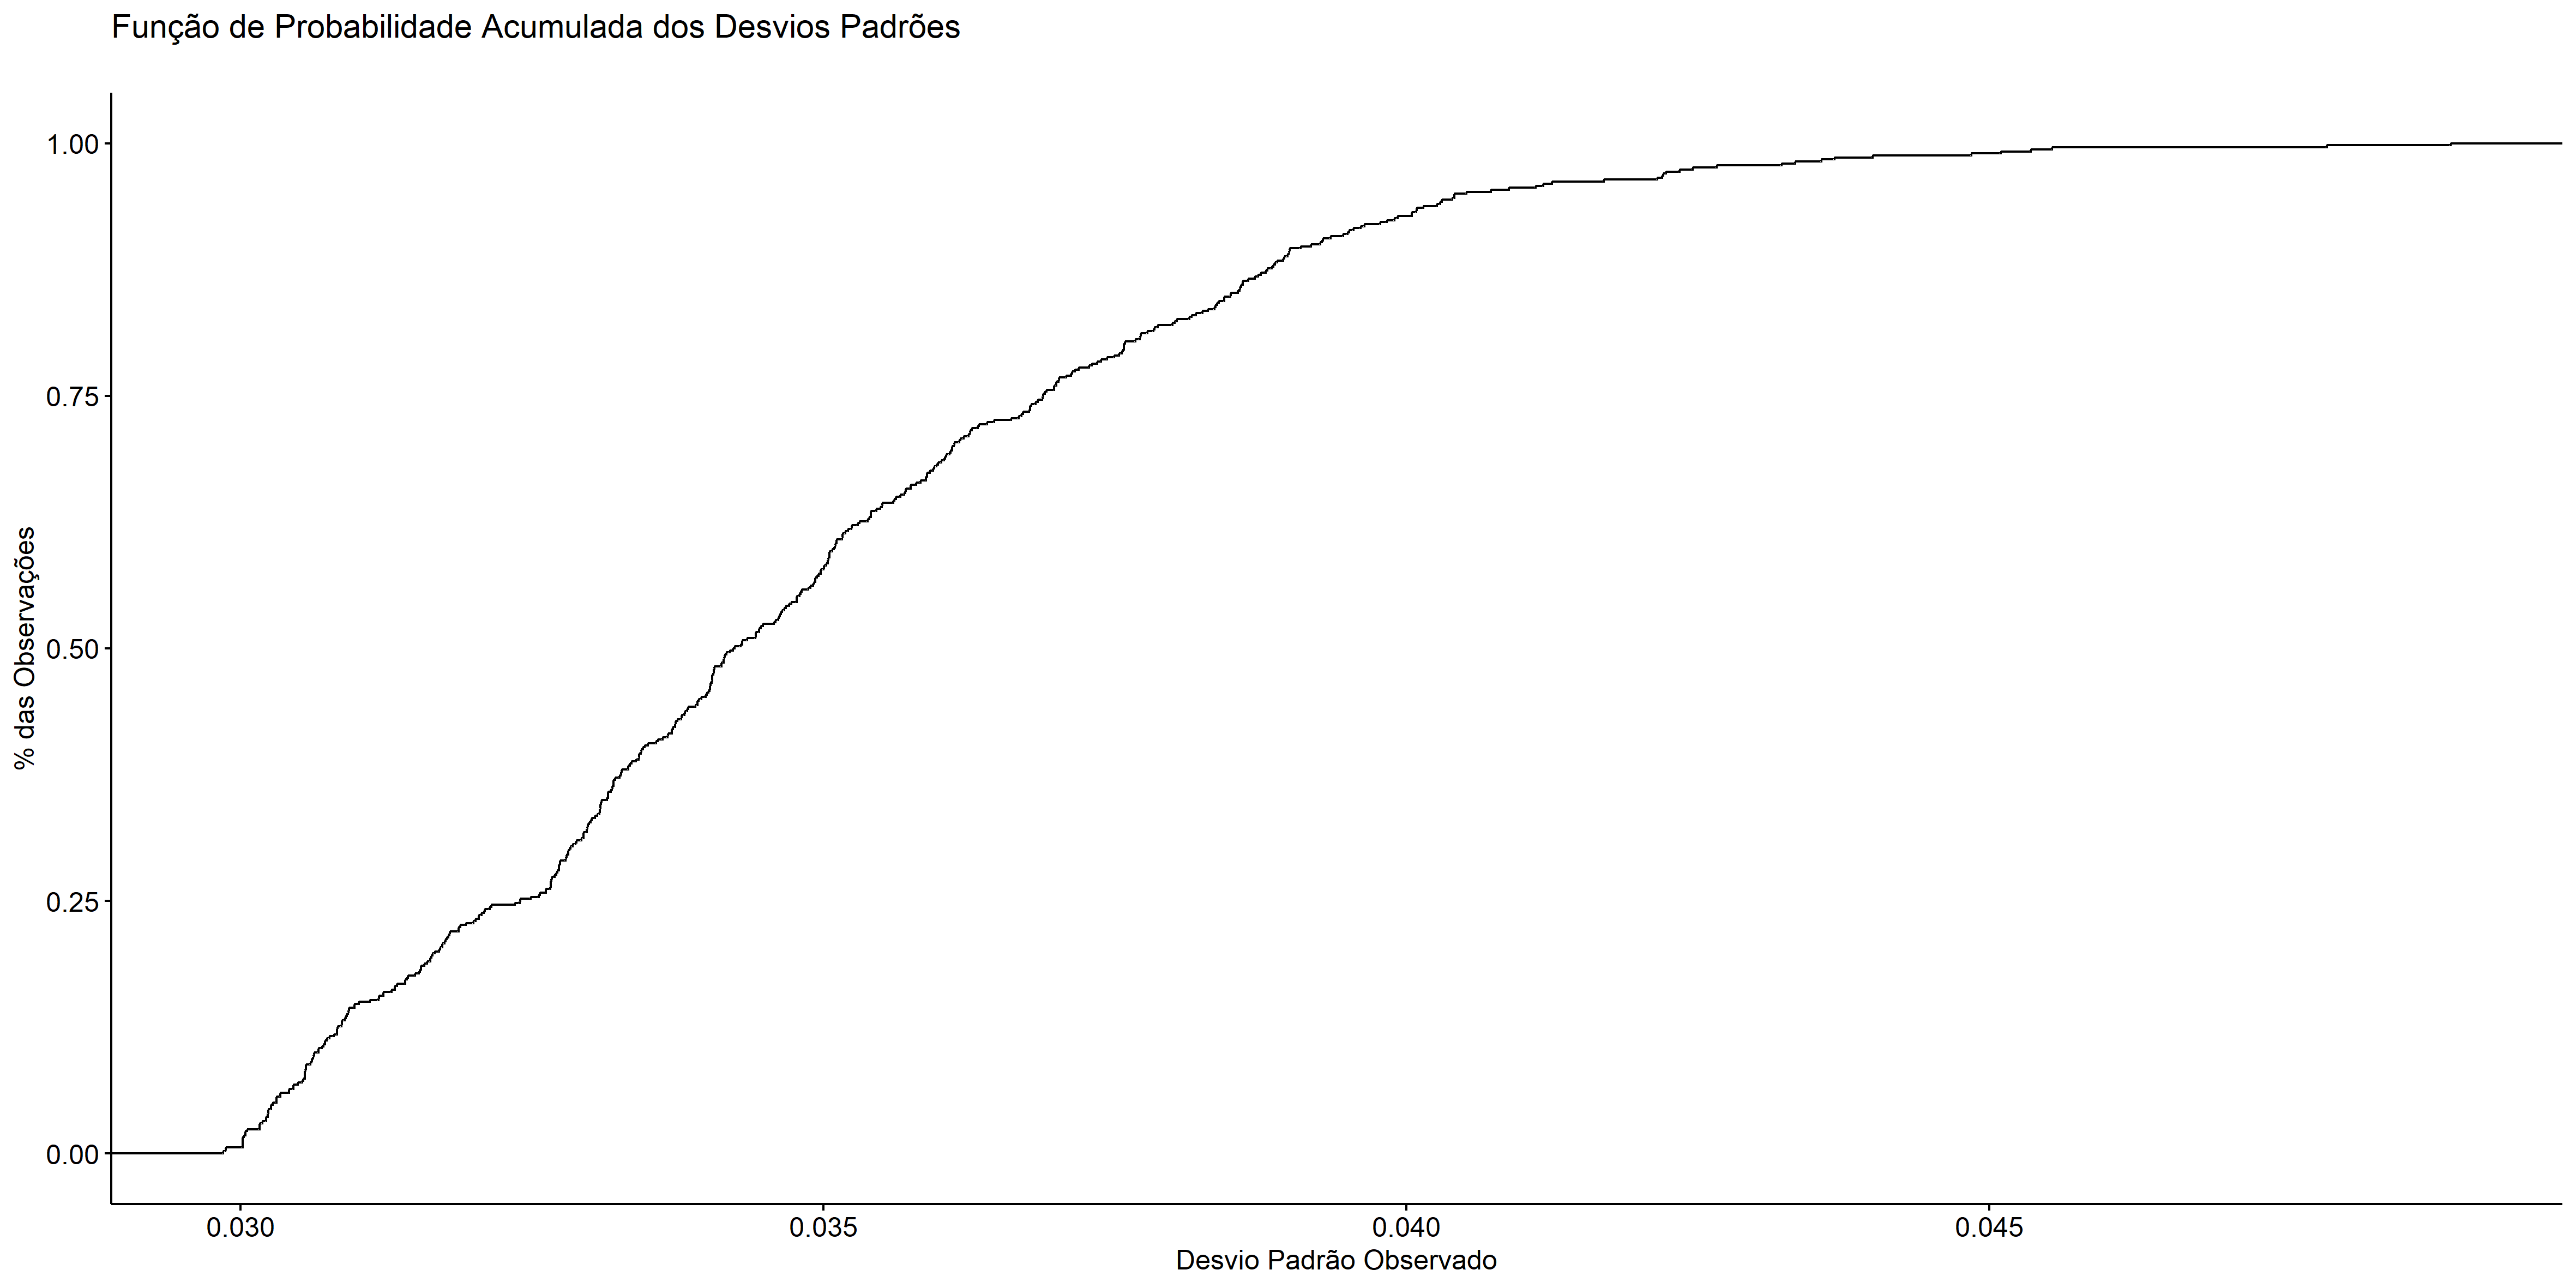 Função de Probabilidade Acumulada dos Desvios Padrões
1.00
0.75
0.50
0.25
0.00
% das Observações
0.030 0.035 0.040 0.045
Desvio Padrão Observado